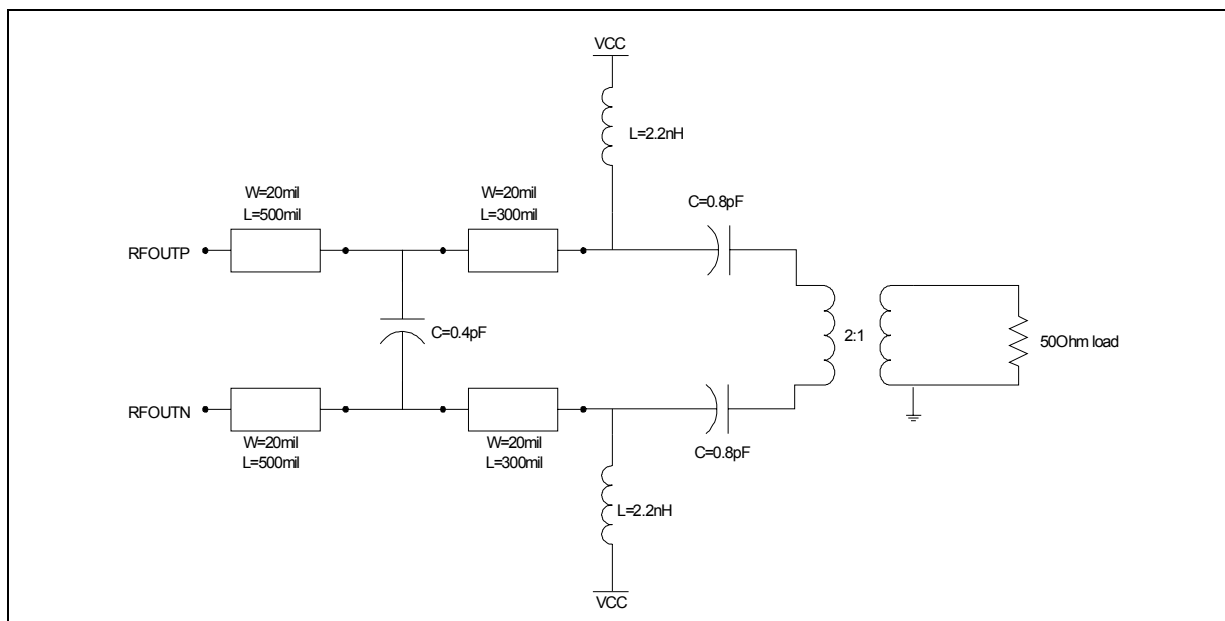 VCC
L=2.2nH
W=20mil
L=500mil
W=20mil
L=300mil
C=0.8pF
RFOUTP
C=0.4pF
2:1
50Ohm load
RFOUTN
W=20mil
L=500mil
W=20mil
L=300mil
C=0.8pF
L=2.2nH
VCC